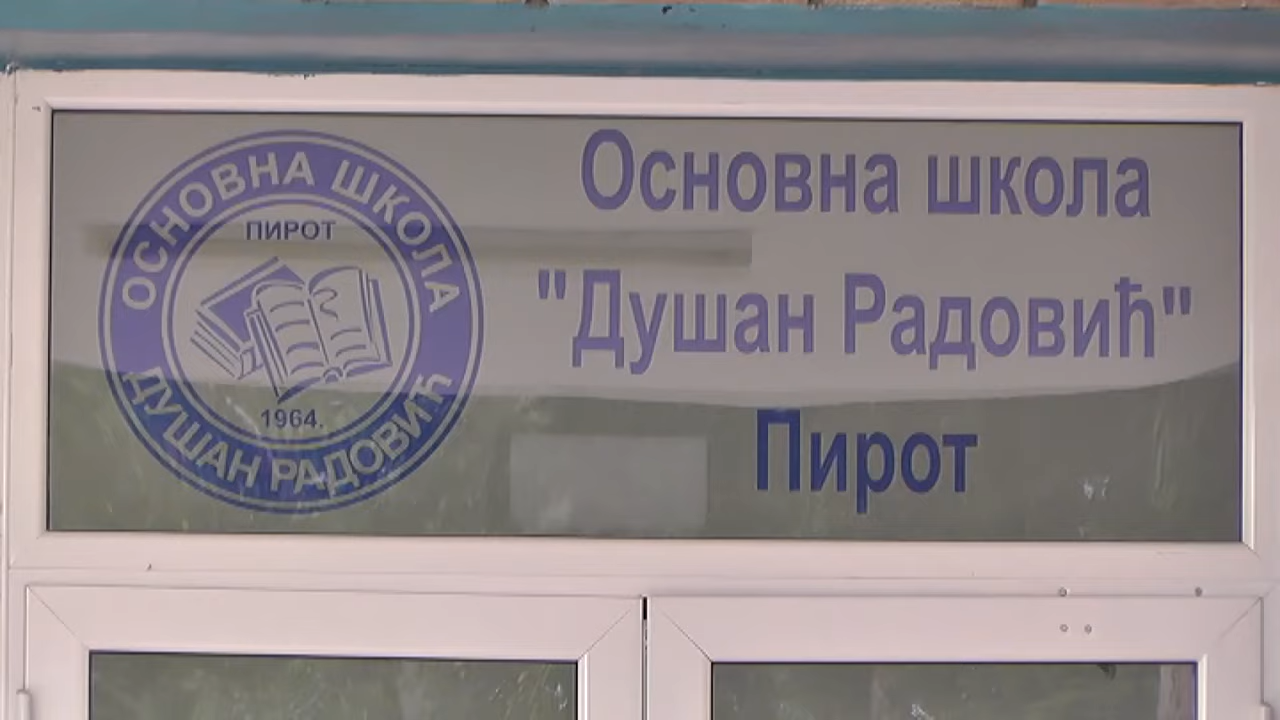 ОСНОВНА ШКОЛА
ПИРОТ
1964.
ДУШАН РАДОВИЋ
Основна школа
"Душан Радовић"
Пирот